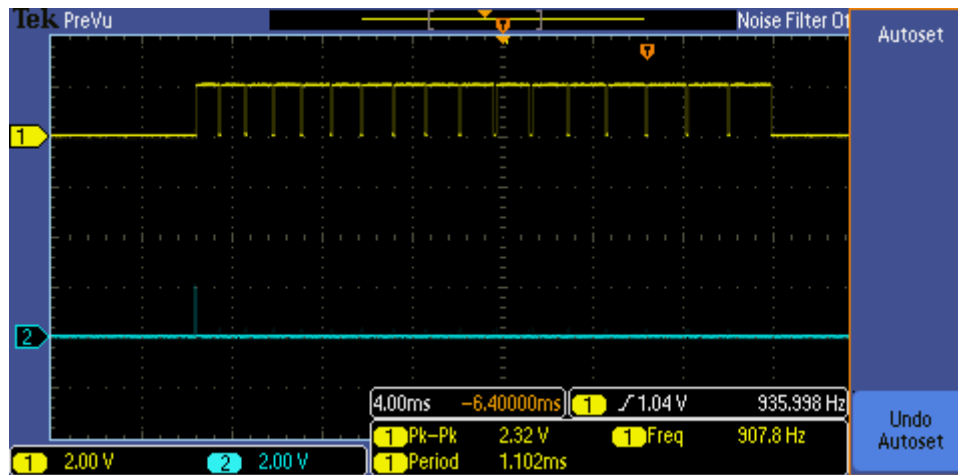 Tek PreVu
Noise Filter Of
Autoset
T
T
1
2
4.00ms -6.40000ms
1 1.04 V 935.998 Hz
1 Pk-Pk 2.32 V 1 Freq 907.8 Hz
1 Period 1.102ms
1 2.00 V 2 2.00 V
Undo
Autoset